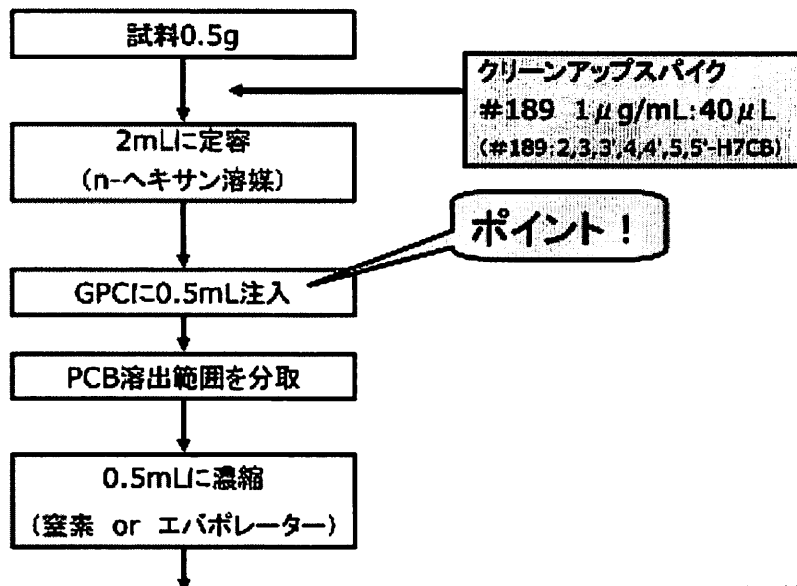 試料0.5g
クリーンアップスパイク
#189 1μg/mL:40μL
(#189:2,3,3',4,4',5,5'-H7CB)
2mLに定容
(n-ヘキサン溶媒)
ポイント！
GPCに0.5mL注入
PCB溶出範囲を分取
0.5mLに濃縮
(窒素 or エバポレーター)